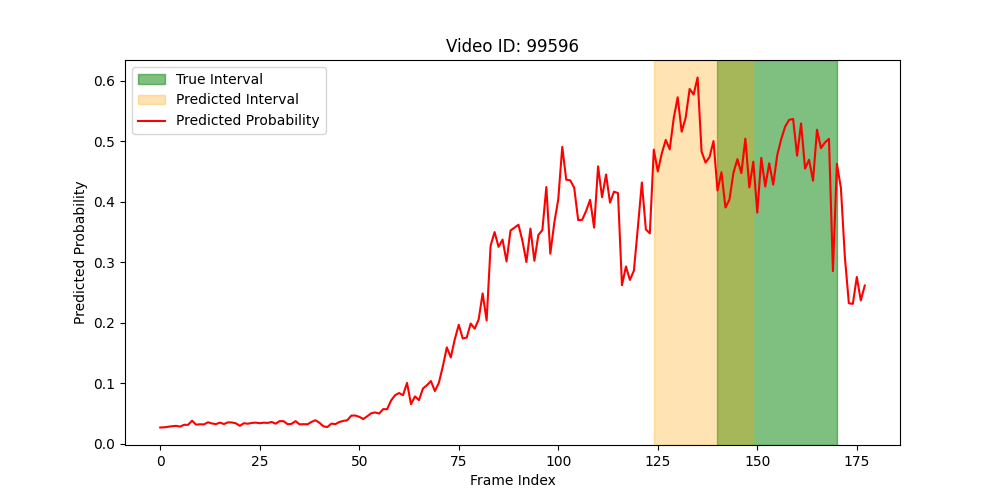 Video ID: 99596
True Interval
Predicted Interval
Predicted Probability
Predicted Probability
0.6
0.5
0.4
0.3
0.2
0.1
0.0
0 25 50 75 100 125 150 175
Frame Index